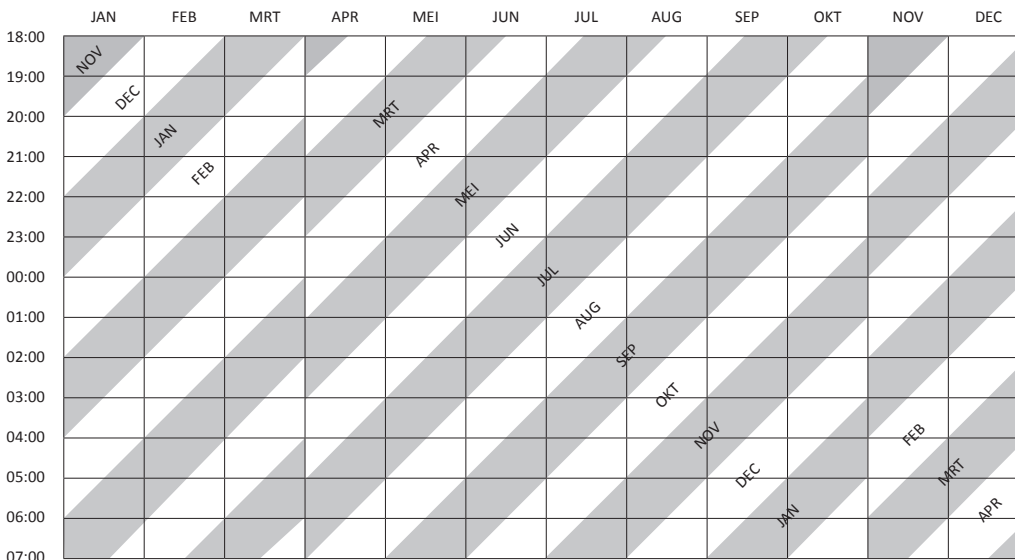 JAN FEB MRT APR MEI JUN JUL AUG SEP OKT NOV DEC
18:00
NOV
19:00
DEC
20:00
MRT
JAN
21:00
APR
FEB
22:00
MEI
23:00
JUN
00:00
JUL
01:00
AUG
02:00
SEP
03:00
OKT
04:00
NOV
FEB
05:00
DEC
MRT
06:00
JAN
APR
07:00